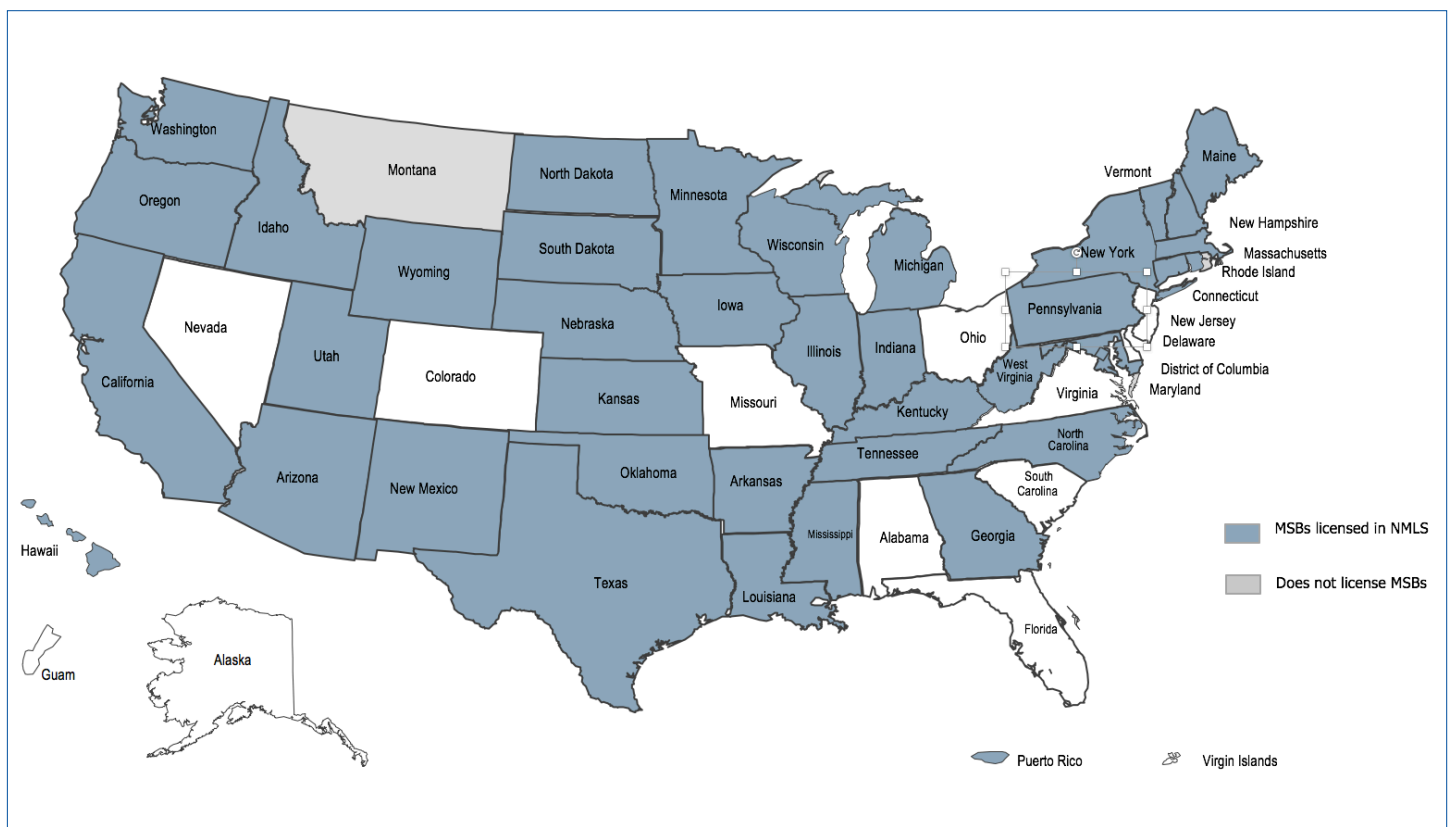 Washington
Montana
North Dakota
Minnesota
Maine
Vermont
Oregon
Idaho
Wyoming
South Dakota
Wisconsin
Michigan
New York
New Hampshire
Massachusetts
Rhode Island
Connecticut
New Jersey
Delaware
District of Columbia
Maryland
Nevada
Utah
Colorado
Nebraska
Iowa
Illinois
Indiana
Ohio
Pennsylvania
California
Kansas
Missouri
Kentucky
West
Virginia
Virginia
Arizona
New Mexico
Oklahoma
Arkansas
Tennessee
North
Carolina
South
Carolina
Hawaii
Texas
Louisiana
Mississippi
Alabama
Georgia
Florida
MSBs licensed in NMLS
Does not license MSBs
Guam
Alaska
Puerto Rico
Virgin Islands